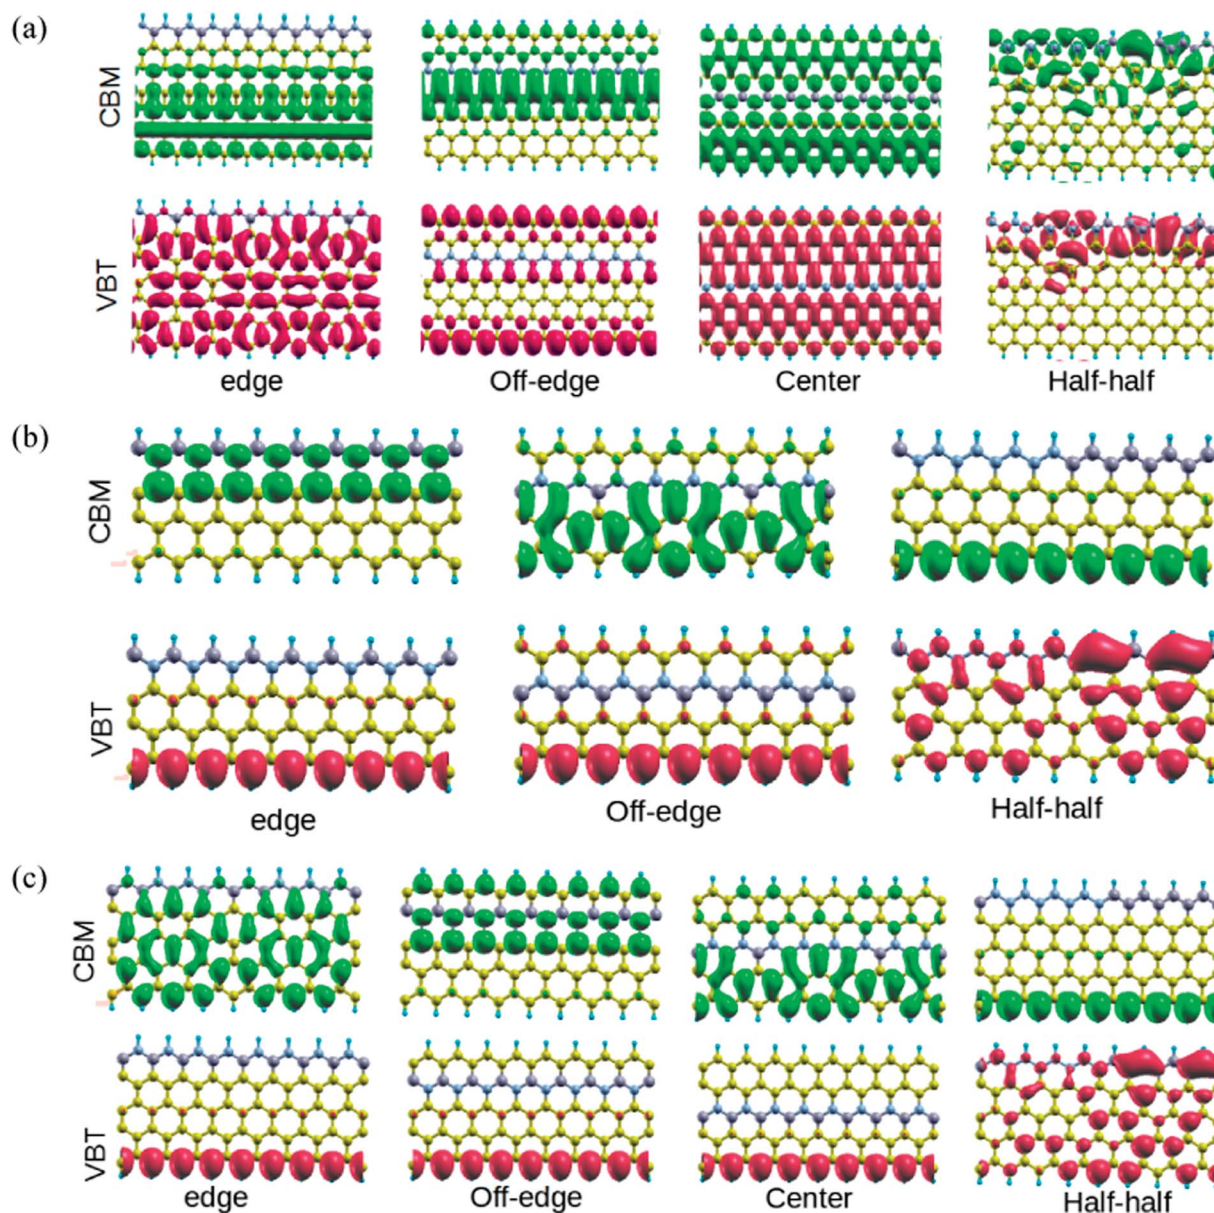 (a)
CBM
VBT
edge Off-edge Center Half-half
(b)
CBM
VBT
edge Off-edge Half-half
(c)
CBM
VBT
edge Off-edge Center Half-half